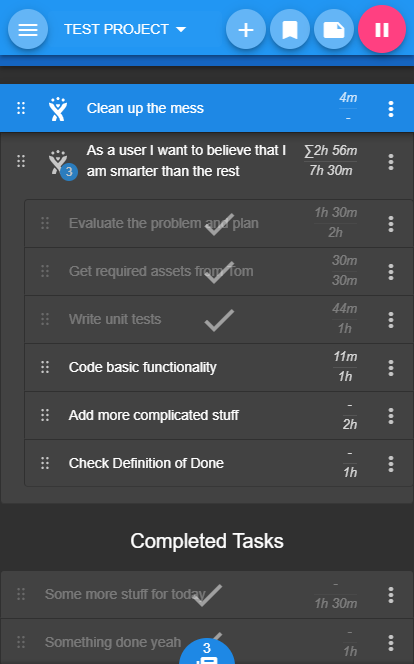 TEST PROJECT
Clean up the mess
4m
-
3
As a user I want to believe that I
am smarter than the rest
∑2h 56m
7h 30m
Evaluate the problem and plan
1h 30m
2h
Get required assets from Tom
30m
30m
Write unit tests
44m
1h
Code basic functionality
11m
1h
Add more complicated stuff
-
2h
Check Definition of Done
-
1h
Completed Tasks
Some more stuff for today
-
1h 30m
Something done yeah
-
1h
3